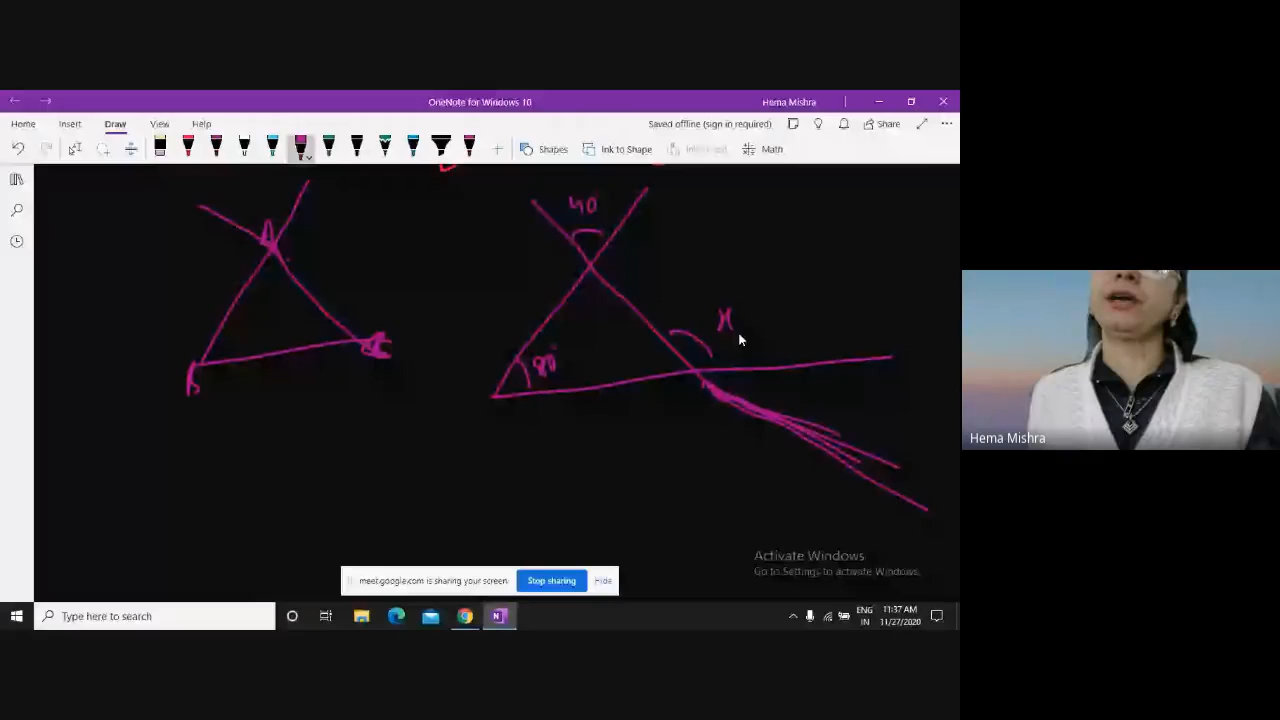 OneNote for Windows 10
Hema Mishra
Home Insert Draw View Help
Saved offline (sign in required)
Share
Shapes
Ink to Shape
Math
A
B
40
80°
x
Hema Mishra
Activate Windows
Go to Settings to activate Windows.
meet.google.com is sharing your screen
Stop sharing
Hide
Type here to search
ENG
IN
11:37 AM
11/27/2020